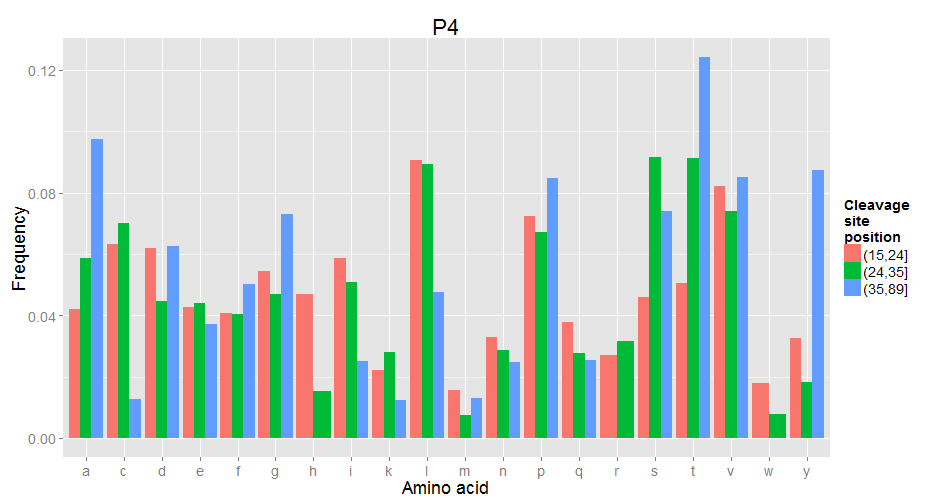 P4
0.12
0.08
0.04
0.00
Frequency
a c d e f g h i k l m n p q r s t v w y
Amino acid
Cleavage
site
position
(15,24]
(24,35]
(35,89]